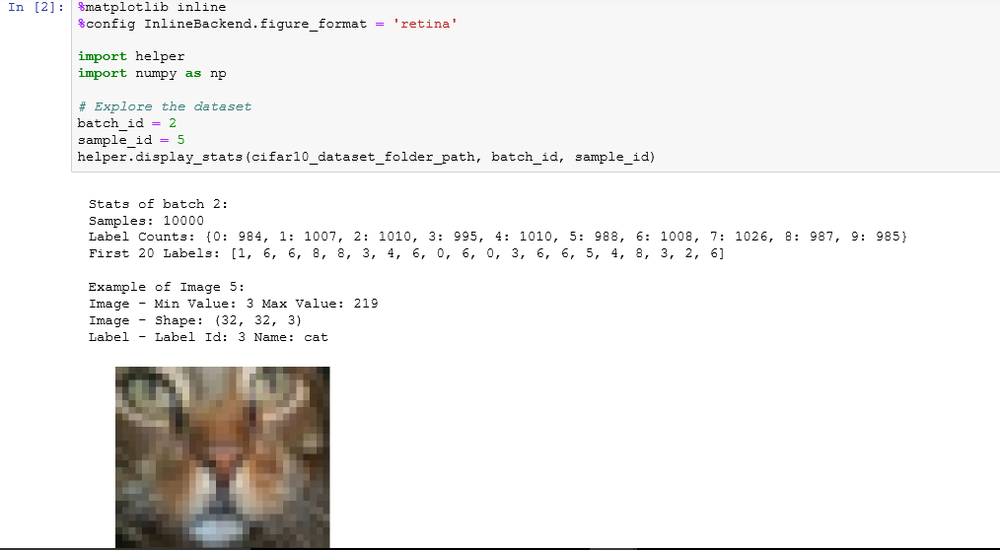 In [2]: %matplotlib inline
%config InlineBackend.figure_format = 'retina'
import helper
import numpy as np
# Explore the dataset
batch_id = 2
sample_id = 5
helper.display_stats(cifar10_dataset_folder_path, batch_id, sample_id)
Stats of batch 2:
Samples: 10000
Label Counts: {0: 984, 1: 1007, 2: 1010, 3: 995, 4: 1010, 5: 988, 6: 1008, 7: 1026, 8: 987, 9: 985}
First 20 Labels: [1, 6, 6, 8, 8, 3, 4, 6, 0, 6, 0, 3, 6, 6, 5, 4, 8, 3, 2, 6]
Example of Image 5:
Image - Min Value: 3 Max Value: 219
Image - Shape: (32, 32, 3)
Label - Label Id: 3 Name: cat